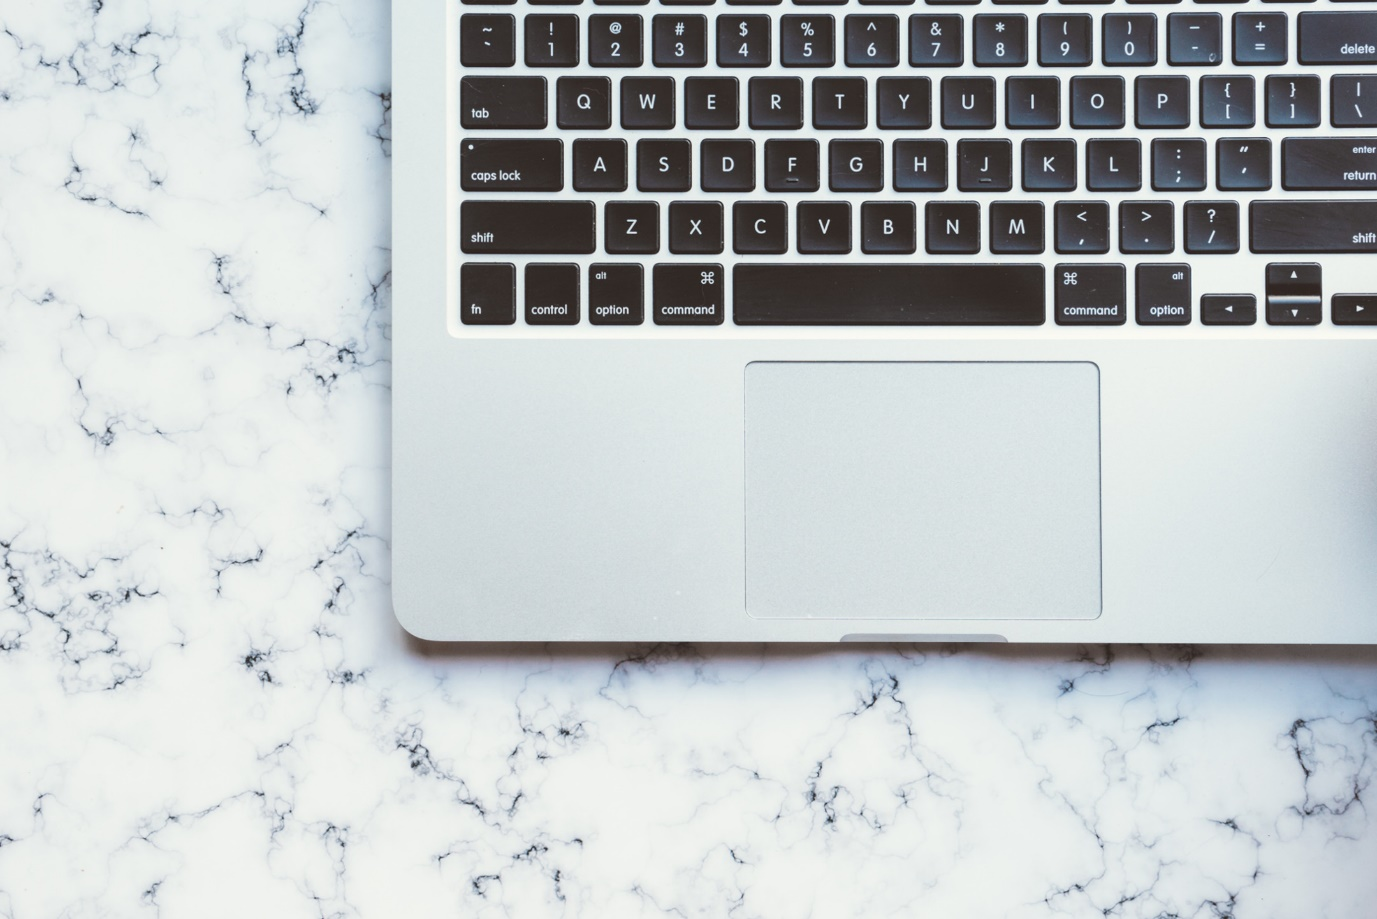 ~ ! @ # $ % ^ & * ( ) _ +
` 1 2 3 4 5 6 7 8 9 0 - = delete
tab Q W E R T Y U I O P { [ } ] | \
caps lock A S D F G H J K L : ; " ' enter return
shift Z X C V B N M < , > . ? / shift
fn control alt option ⌘ command ⌘ command alt option ◄ ▲ ▼ ►